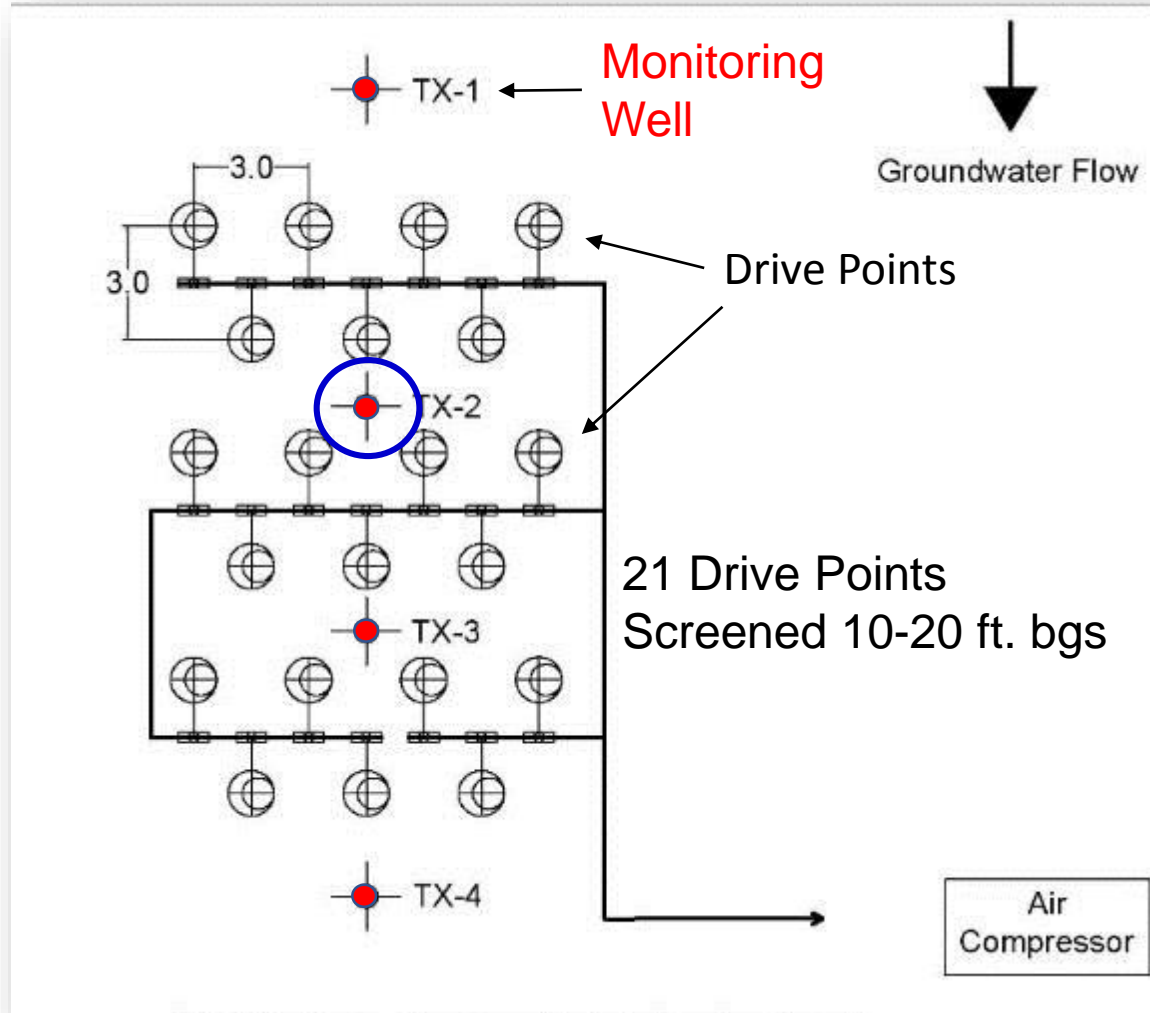 TX-1
Monitoring
Well
Groundwater Flow
3.0
3.0
Drive Points
TX-2
21 Drive Points
Screened 10-20 ft. bgs
TX-3
TX-4
Air
Compressor